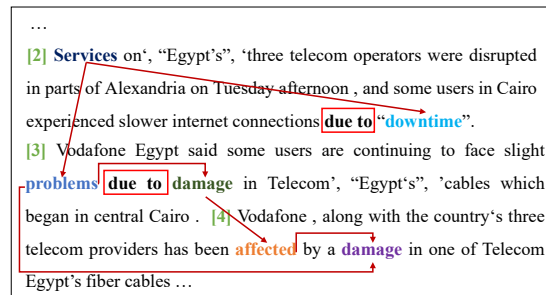 …
[2] Services on‘, “Egypt’s”, ‘three telecom operators were disrupted
in parts of Alexandria on Tuesday afternoon , and some users in Cairo
experienced slower internet connections due to “downtime”.
[3] Vodafone Egypt said some users are continuing to face slight
problems due to damage in Telecom’, “Egypt‘s”, ’cables which
began in central Cairo . [4] Vodafone , along with the country’s three
telecom providers has been affected by a damage in one of Telecom
Egypt’s fiber cables …